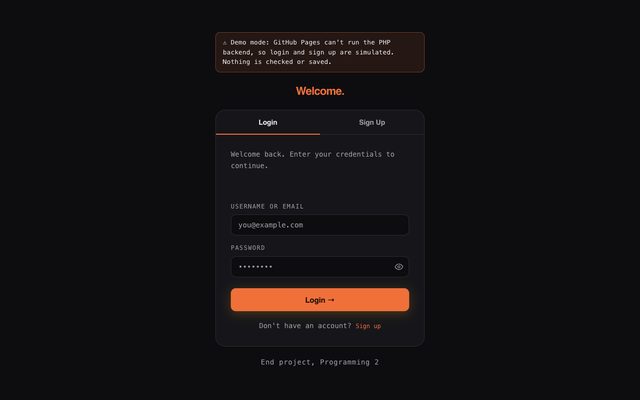 ⚠ Demo mode: GitHub Pages can't run the PHP
backend, so login and sign up are simulated.
Nothing is checked or saved.
Welcome.
Login
Sign Up
Welcome back. Enter your credentials to
continue.
USERNAME OR EMAIL
you@example.com
PASSWORD
••••••••
Login →
Don't have an account? Sign up
End project, Programming 2